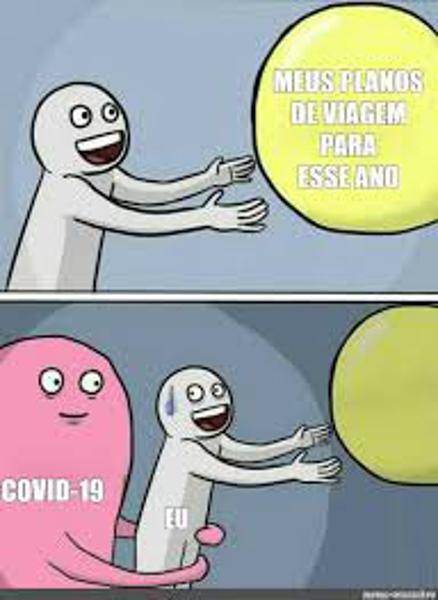 MEUS PLANOS
DE VIAGEM
PARA
ESSE ANO
COVID-19
EU